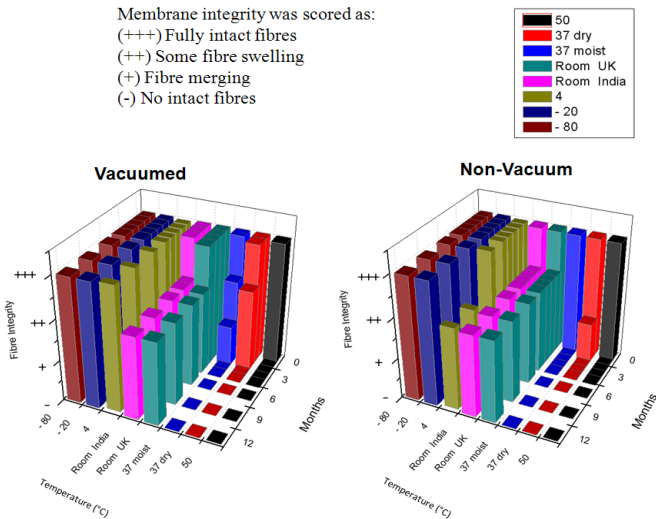 Membrane integrity was scored as:
(+++) Fully intact fibres
(++) Some fibre swelling
(+) Fibre merging
(-) No intact fibres
50
37 dry
37 moist
Room UK
Room India
4
- 20
- 80
Vacuumed
Non-Vacuum
+++
++
+
-
Fibre Integrity
- 80
- 20
4
Room India
Room UK
37 moist
37 dry
50
Temperature (°C)
0
3
6
9
12
Months
+++
++
+
-
Fibre Integrity
- 80
- 20
4
Room India
Room UK
37 moist
37 dry
50
Temperature (°C)
0
3
6
9
12
Months